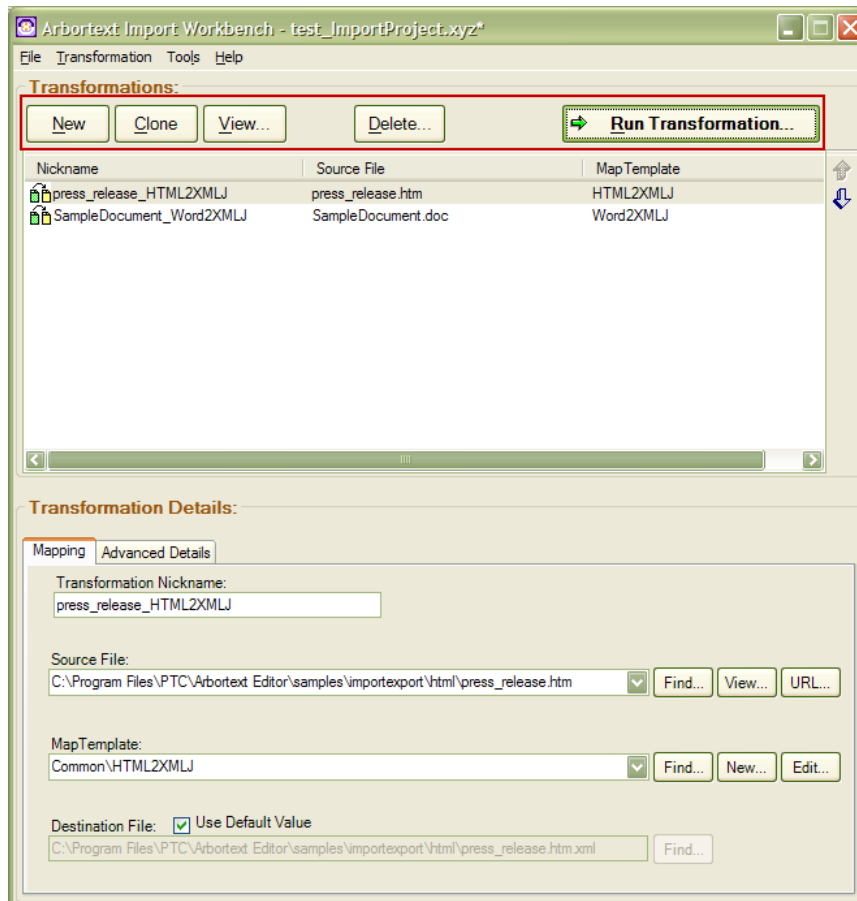 Arbortext Import Workbench - test_ImportProject.xyz*
File Transformation Tools Help
Transformations:
New Clone View... Delete... Run Transformation...
Nickname Source File MapTemplate
press_release_HTML2XMLJ press_release.htm HTML2XMLJ
SampleDocument_Word2XMLJ SampleDocument.doc Word2XMLJ
Transformation Details:
Mapping Advanced Details
Transformation Nickname:
press_release_HTML2XMLJ
Source File:
C:\Program Files\PTC\Arbortext Editor\samples\importexport\html\press_release.htm Find... View... URL...
MapTemplate:
Common\HTML2XMLJ Find... New... Edit...
Destination File: Use Default Value
C:\Program Files\PTC\Arbortext Editor\samples\importexport\html\press_release.htm.xml Find...